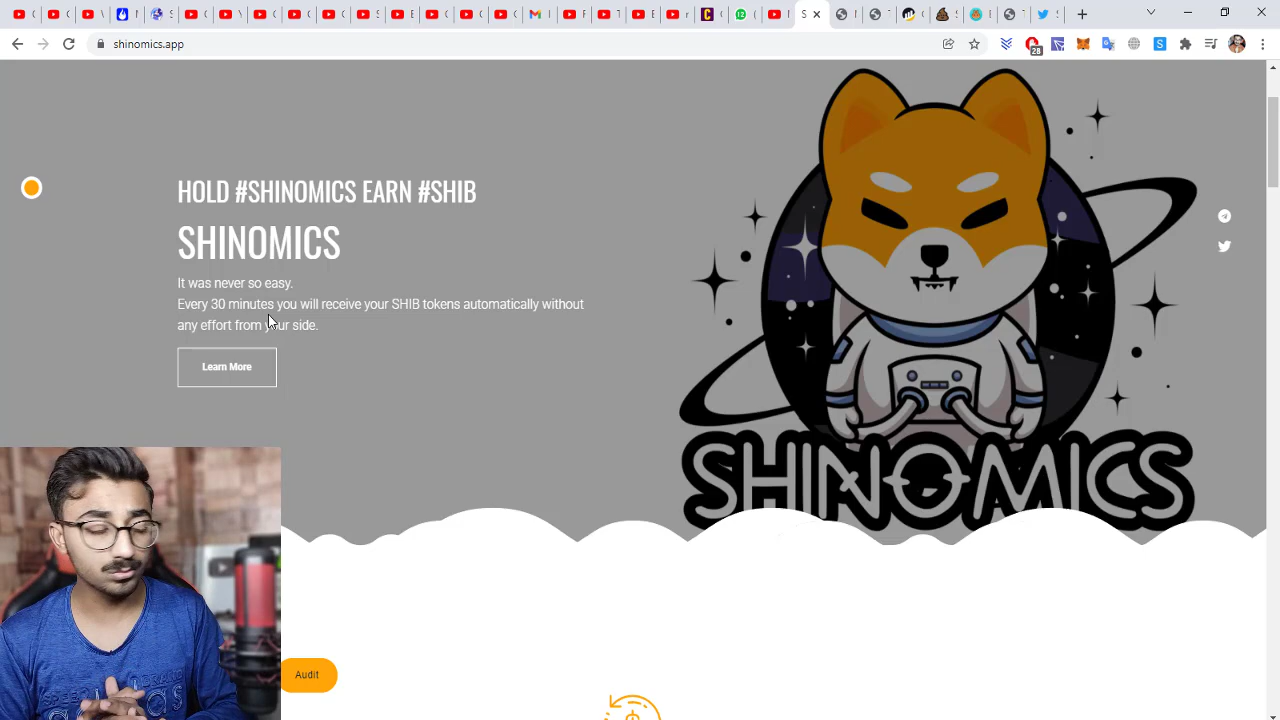 shinomics.app
28
HOLD #SHINOMICS EARN #SHIB
SHINOMICS
It was never so easy.
Every 30 minutes you will receive your SHIB tokens automatically without
any effort from your side.
Learn More
SHINOMICS
Audit